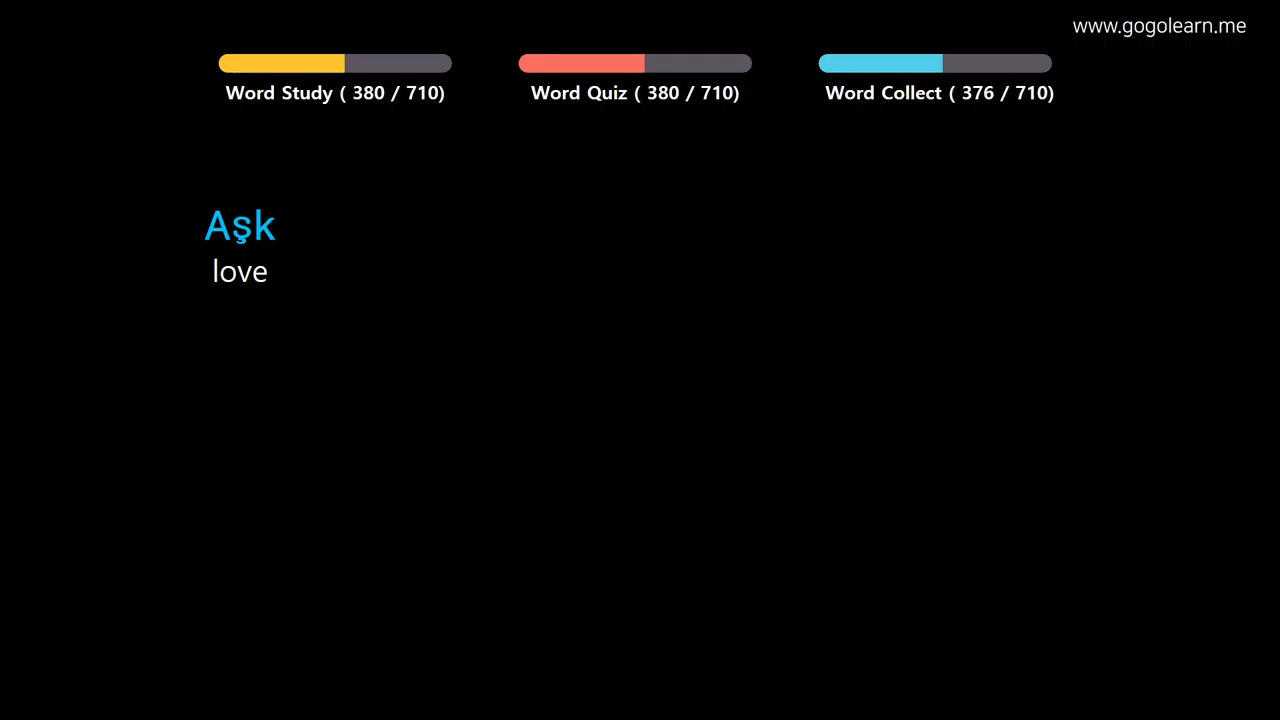 www.gogolearn.me
Word Study ( 380 / 710)
Word Quiz ( 380 / 710)
Word Collect ( 376 / 710)
Aşk
love